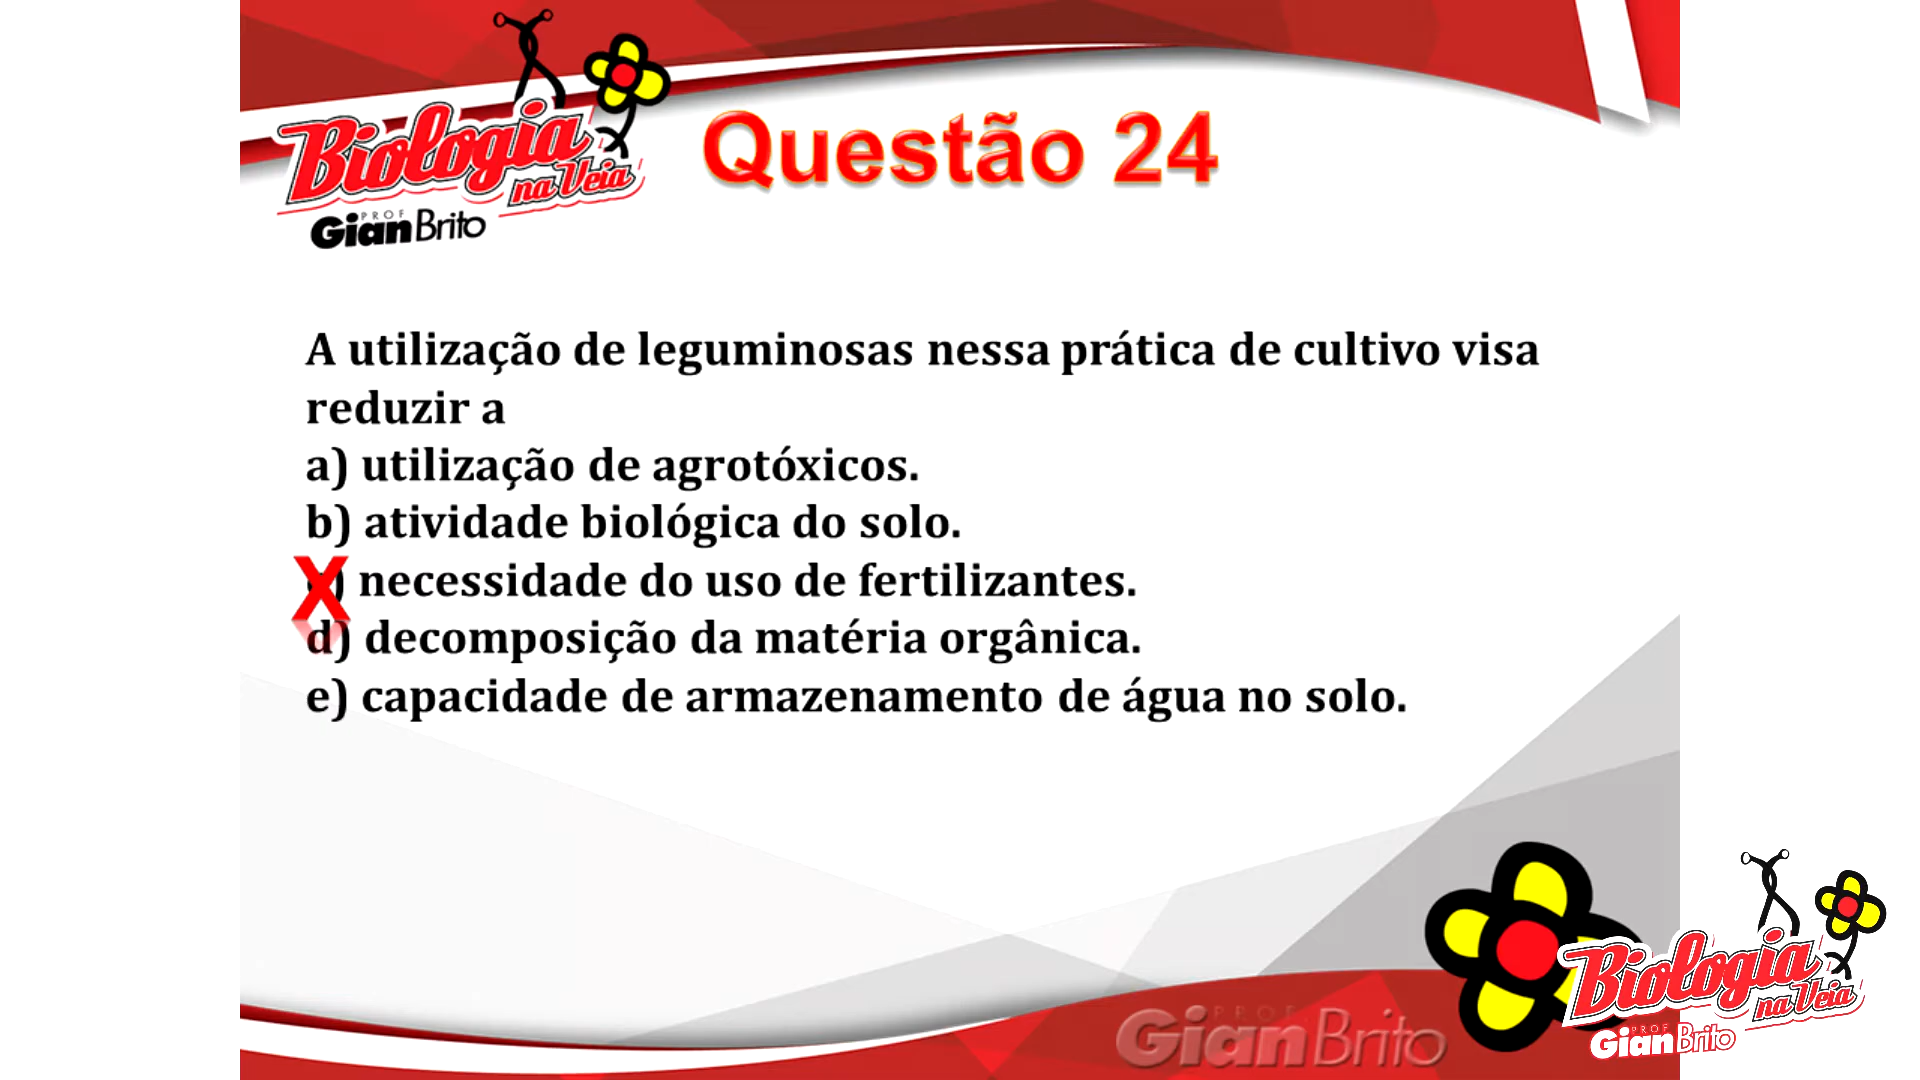 Biologia
na Veia
PROF
Gian Brito
Questão 24
A utilização de leguminosas nessa prática de cultivo visa
reduzir a
a) utilização de agrotóxicos.
b) atividade biológica do solo.
X) necessidade do uso de fertilizantes.
d) decomposição da matéria orgânica.
e) capacidade de armazenamento de água no solo.
PROF.
Gian Brito
Biologia
na Veia
PROF
Gian Brito